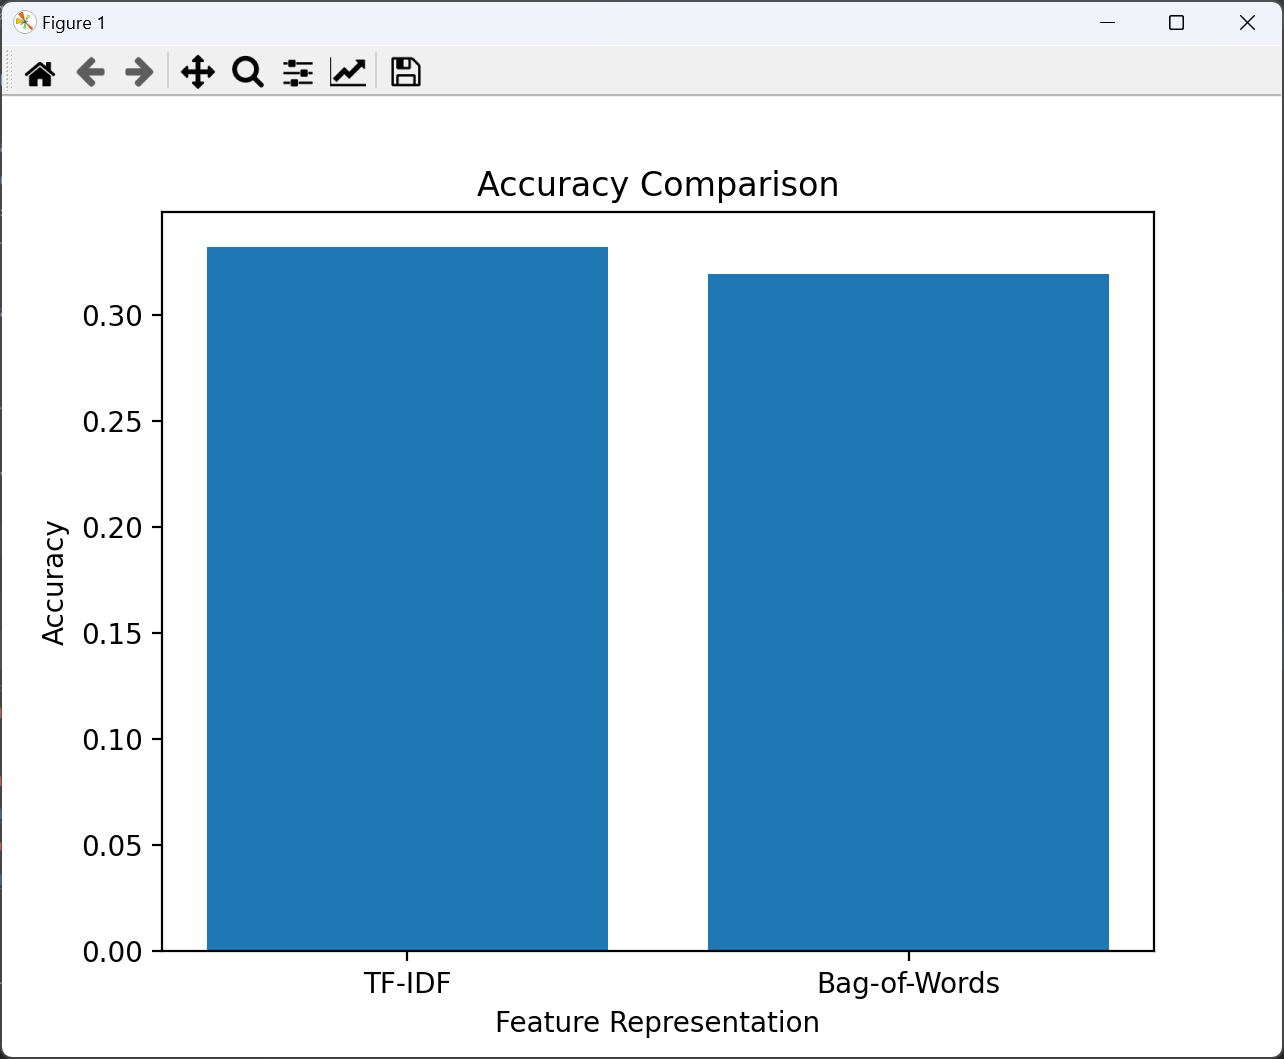 Figure 1
Accuracy Comparison
0.30
0.25
0.20
0.15
0.10
0.05
0.00
Accuracy
TF-IDF Bag-of-Words
Feature Representation